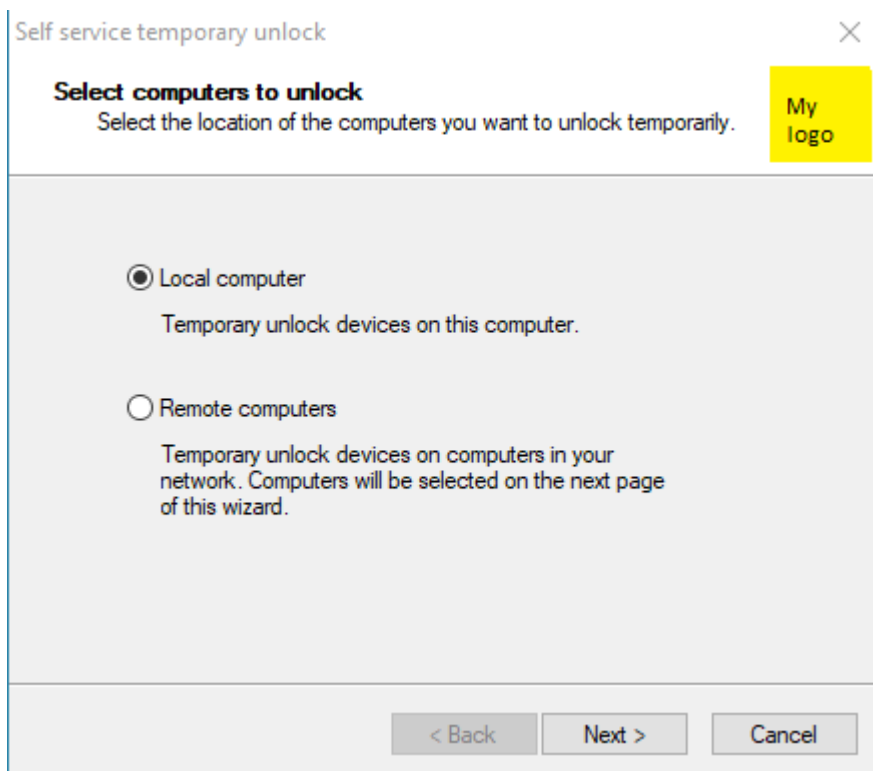 Self service temporary unlock
Select computers to unlock
Select the location of the computers you want to unlock temporarily.
My
logo
Local computer
Temporary unlock devices on this computer.
Remote computers
Temporary unlock devices on computers in your
network. Computers will be selected on the next page
of this wizard.
< Back
Next >
Cancel